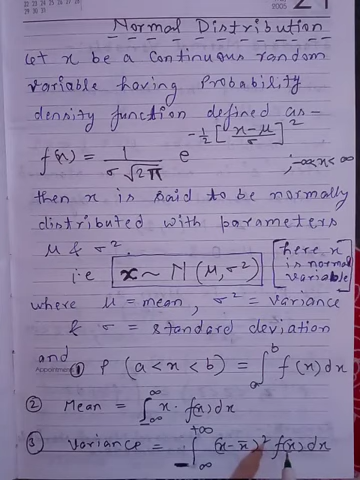 Normal Distribution
Let x be a Continuous random
Variable having Probability
density function defined as-
f(x) = 1/(σ√2π) e^(-1/2[(x-μ)/σ]^2) ; -∞<x<∞
then x is said to be normally
distributed with parameters
μ & σ².
i.e x ~ N(μ, σ²) [here x is normal variable]
where μ = mean, σ² = variance
& σ = standard deviation
and
Appointment
① P(a<x<b) = ∫_a^b f(x)dx
② Mean = ∫_-∞^∞ x. f(x) dx
③ Variance = ∫_-∞^+∞ (x-x̄)² f(x) dx